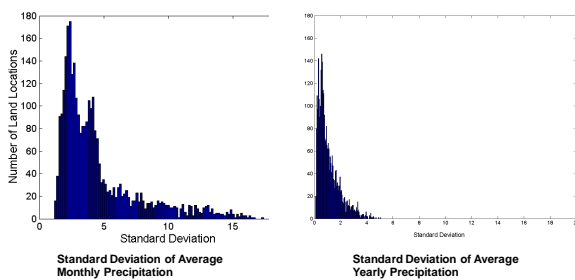 180
160
140
120
100
80
60
40
20
0
Number of Land Locations
0 5 10 15
Standard Deviation
Standard Deviation of Average
Monthly Precipitation
180
160
140
120
100
80
60
40
20
0
0 2 4 6 8 10 12 14 16 18 20
Standard Deviation
Standard Deviation of Average
Yearly Precipitation